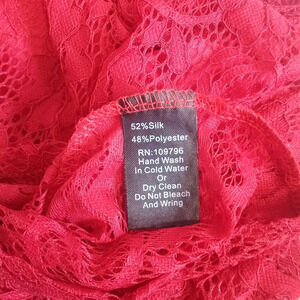 52%Silk
48%Polyester
RN:109796
Hand Wash
In Cold Water
Or
Dry Clean
Do Not Bleach
And Wring